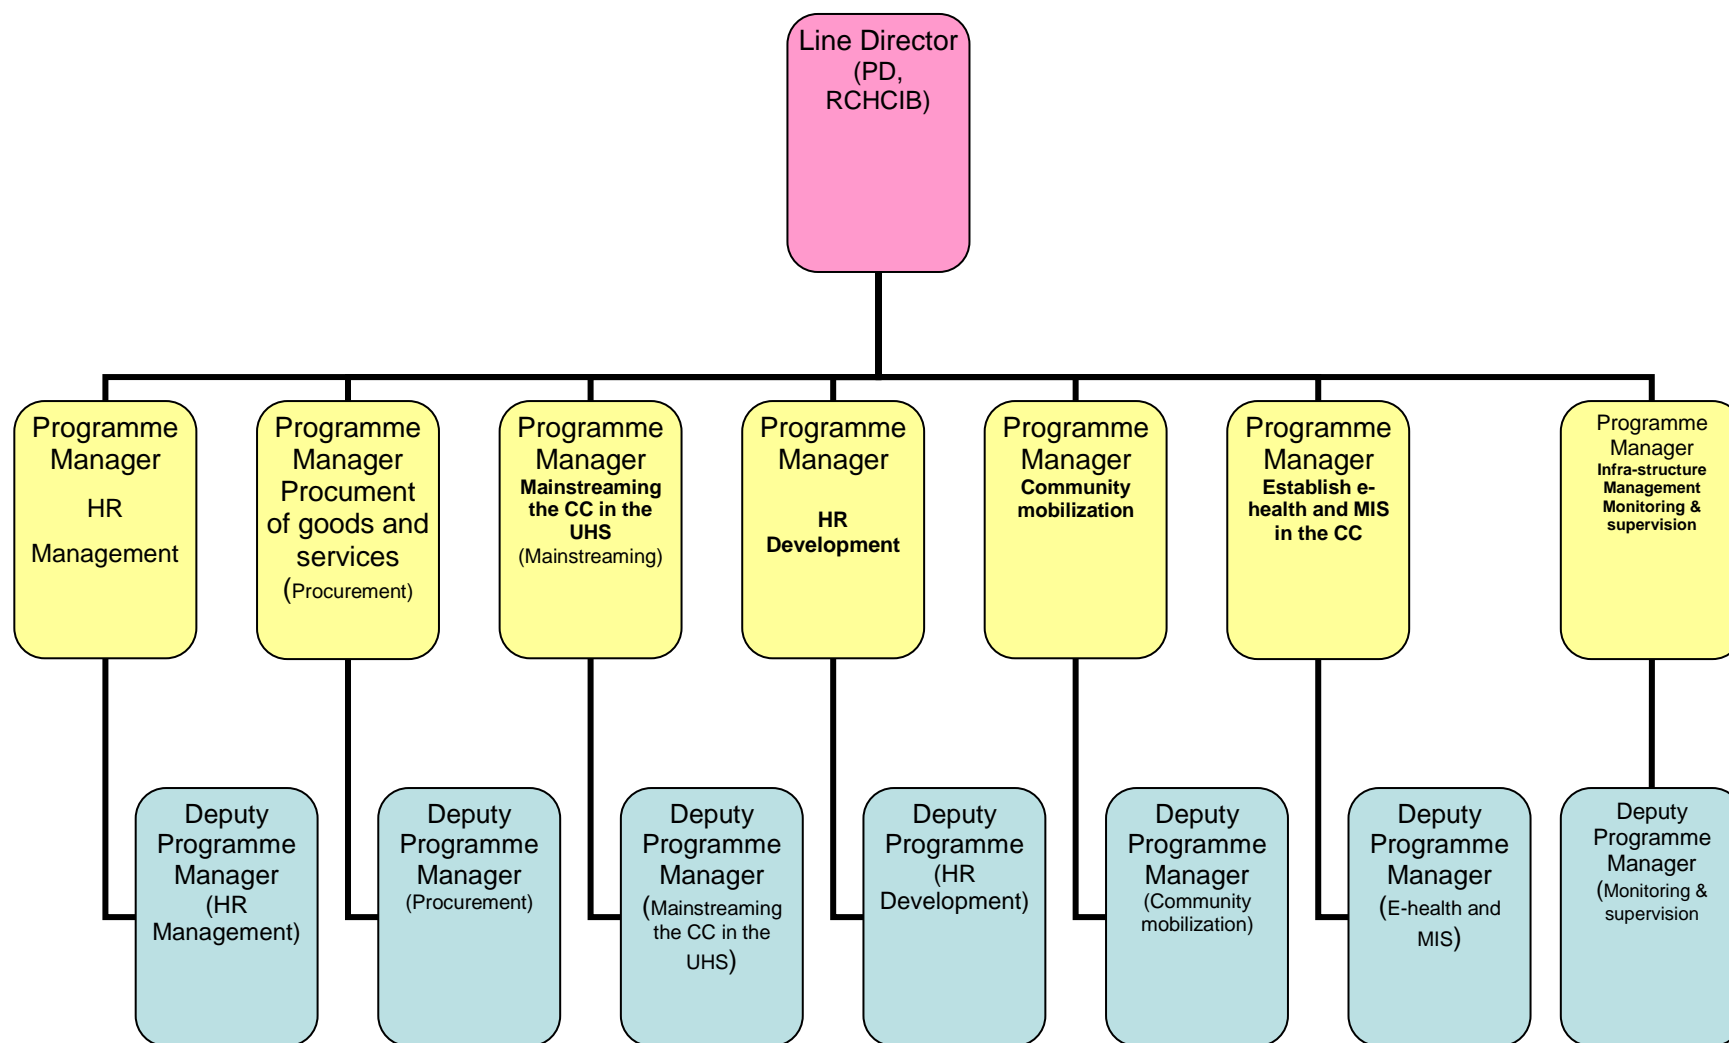 Line Director
(PD,
RCHCIB)
Programme
Manager
HR
Management
Programme
Manager
Procument
of goods and
services
(Procurement)
Programme
Manager
Mainstreaming
the CC in the
UHS
(Mainstreaming)
Programme
Manager
HR
Development
Programme
Manager
Community
mobilization
Programme
Manager
Establish e-
health and MIS
in the CC
Programme
Manager
Infra-structure
Management
Monitoring &
supervision
Deputy
Programme
Manager
(HR
Management)
Deputy
Programme
Manager
(Procurement)
Deputy
Programme
Manager
(Mainstreaming
the CC in the
UHS)
Deputy
Programme
(HR
Development)
Deputy
Programme
Manager
(Community
mobilization)
Deputy
Programme
Manager
(E-health and
MIS)
Deputy
Programme
Manager
(Monitoring &
supervision